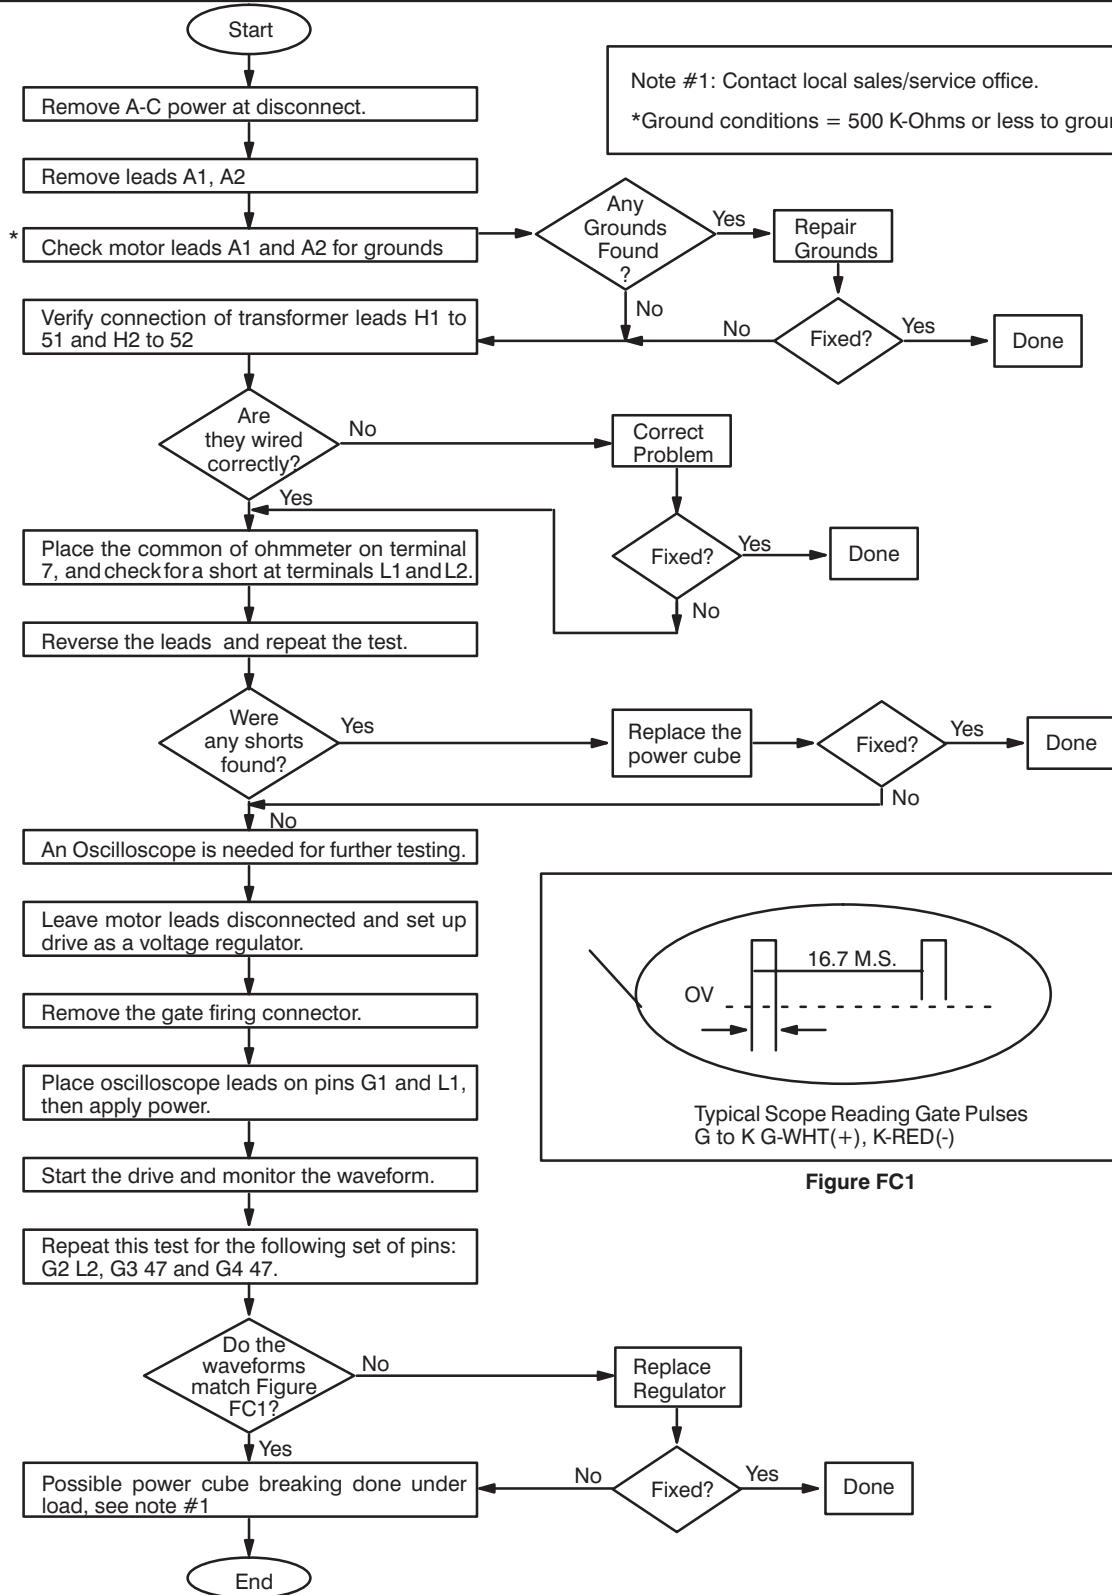 Start
Note #1: Contact local sales/service office.
*Ground conditions = 500 K-Ohms or less to
Remove A-C power at disconnect.
Remove leads A1, A2
*
Check motor leads A1 and A2 for grounds
Any
Grounds
Found
?
Yes
Repair
Grounds
No
Verify connection of transformer leads H1 to
51 and H2 to 52
No
Fixed?
Yes
Done
Are
they wired
correctly?
No
Correct
Problem
Yes
Place the common of ohmmeter on terminal
7, and check for a short at terminals L1 and L2.
Fixed?
Yes
Done
No
Reverse the leads and repeat the test.
Were
any shorts
found?
Yes
Replace the
power cube
Fixed?
Yes
Done
No
No
An Oscilloscope is needed for further testing.
Leave motor leads disconnected and set up
drive as a voltage regulator.
Remove the gate firing connector.
Place oscilloscope leads on pins G1 and L1,
then apply power.
Start the drive and monitor the waveform.
Repeat this test for the following set of pins:
G2 L2, G3 47 and G4 47.
16.7 M.S.
OV
Typical Scope Reading Gate Pulses
G to K G-WHT(+), K-RED(-)
Figure FC1
Do the
waveforms
match Figure
FC1?
No
Replace
Regulator
Yes
Possible power cube breaking done under
load, see note #1
No
Fixed?
Yes
Done
End